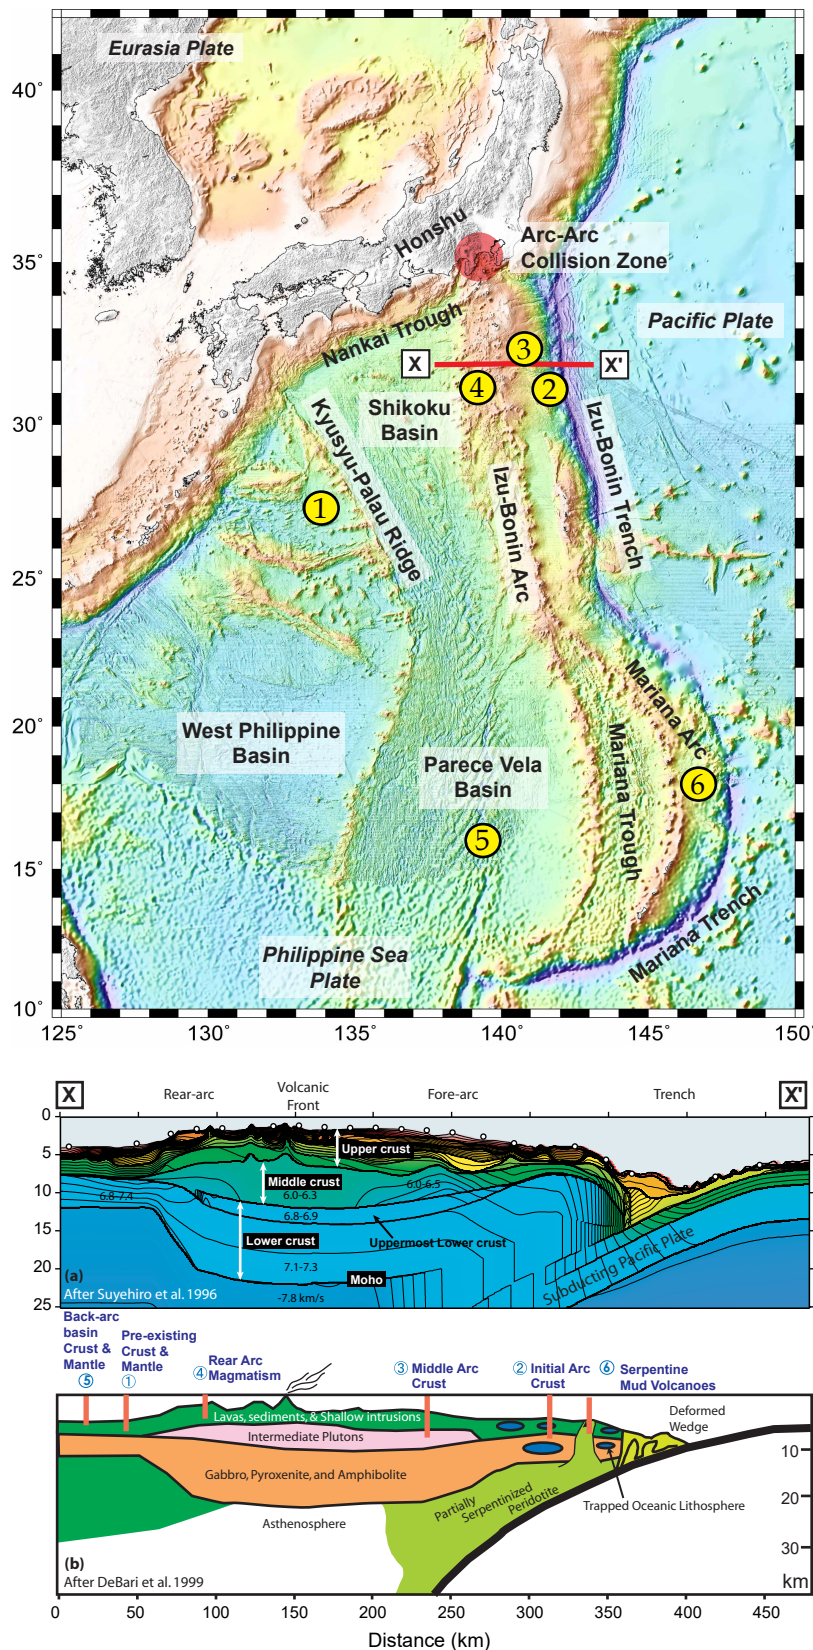 Eurasia Plate
40°
Honshu
Arc-Arc
Collision Zone
35°
Pacific Plate
Nankai Trough
3
X
X'
4
2
Shikoku
Basin
30°
Kyusyu-Palau Ridge
Izu-Bonin Trench
Izu-Bonin Arc
1
25°
Mariana Arc
20°
West Philippine
Basin
Mariana Trough
Parece Vela
Basin
6
5
15°
Mariana Trench
Philippine Sea
Plate
10°
125°
130°
135°
140°
145°
150°
X
Rear-arc
Volcanic
Front
Fore-arc
Trench
X'
0
5
10
15
20
25
Upper crust
Middle crust
6.0-6.3
6.0-6.5
6.8-7.4
6.8-6.9
Uppermost Lower crust
Lower crust
7.1-7.3
Moho
-7.8 km/s
Subducting Pacific Plate
(a)
After Suyehiro et al. 1996
Back-arc
basin
Crust &
Mantle
⑤
Pre-existing
Crust &
Mantle
①
④ Rear Arc
Magmatism
③ Middle Arc
Crust
② Initial Arc
Crust
⑥ Serpentine
Mud Volcanoes
Deformed
Wedge
Lavas, sediments, & Shallow intrusions
Intermediate Plutons
Gabbro, Pyroxenite, and Amphibolite
Partially
Serpentinized
Peridotite
Trapped Oceanic Lithosphere
Asthenosphere
10
20
30
km
(b)
After DeBari et al. 1999
0
50
100
150
200
250
300
350
400
450
Distance (km)